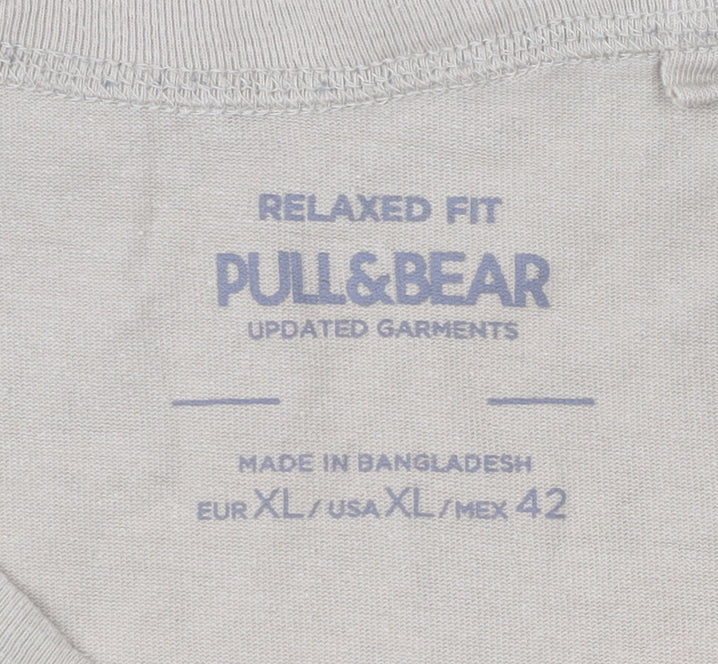 RELAXED FIT
PULL&BEAR
UPDATED GARMENTS
MADE IN BANGLADESH
EUR XL/USA XL/MEX 42